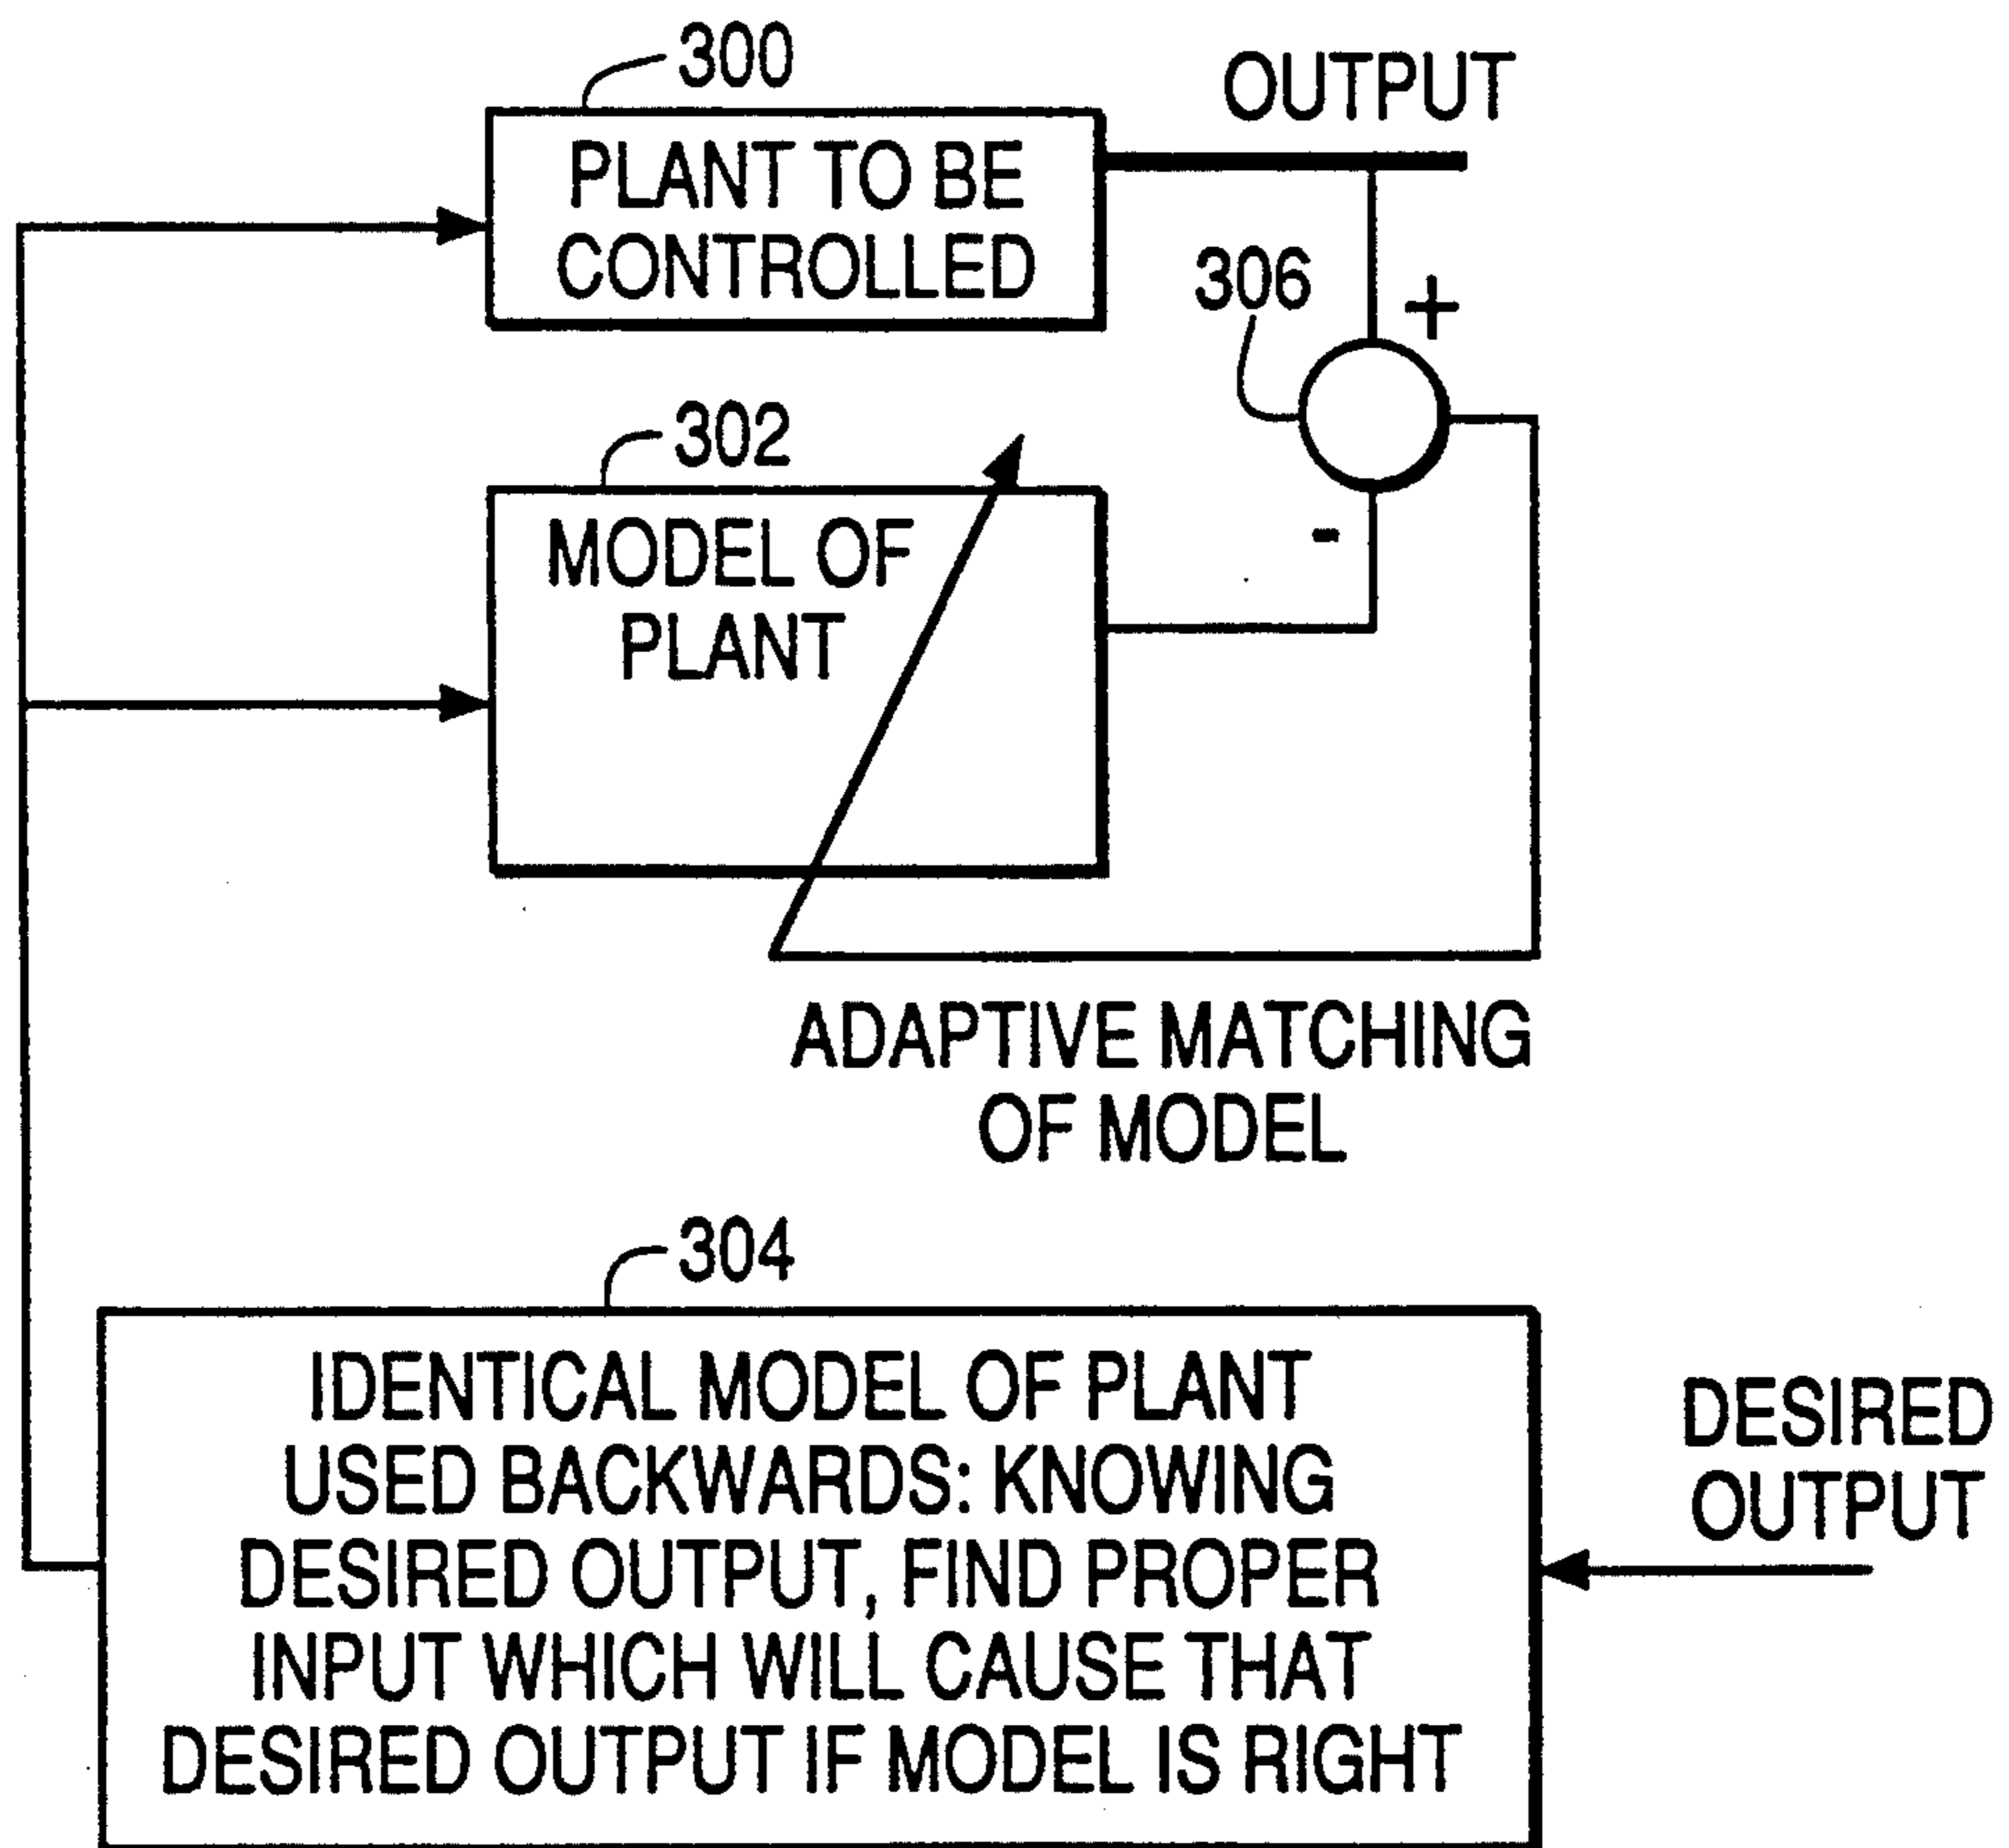 300
OUTPUT
PLANT TO BE
CONTROLLED
306
+
302
MODEL OF
PLANT
-
ADAPTIVE MATCHING
OF MODEL
304
IDENTICAL MODEL OF PLANT
USED BACKWARDS: KNOWING
DESIRED OUTPUT, FIND PROPER
INPUT WHICH WILL CAUSE THAT
DESIRED OUTPUT IF MODEL IS RIGHT
DESIRED
OUTPUT